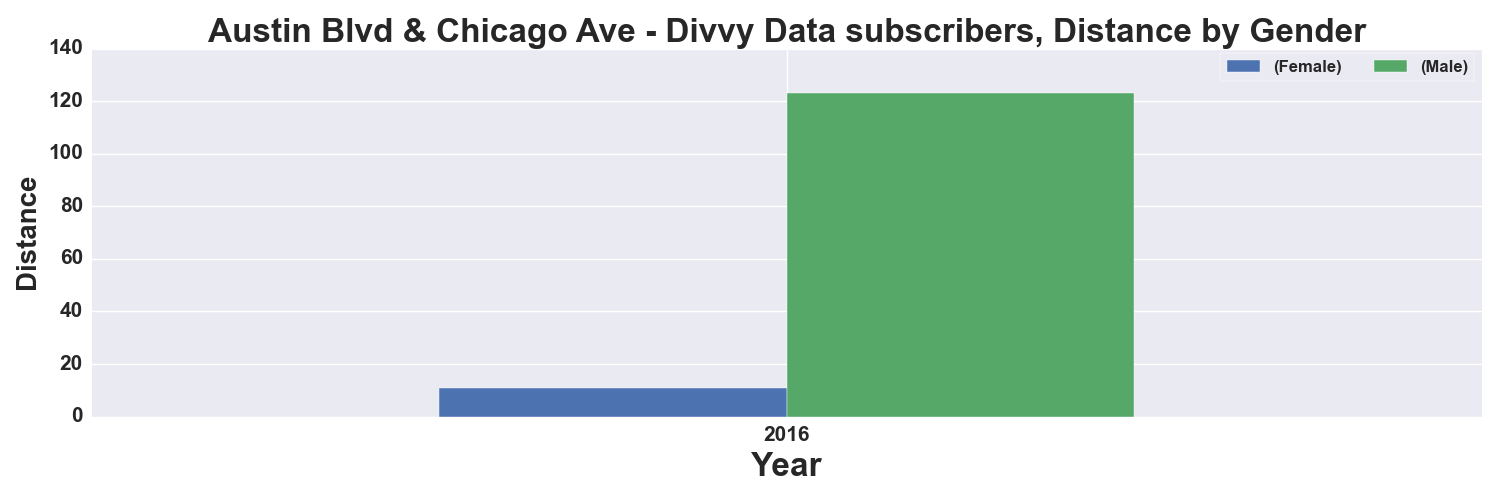 Austin Blvd & Chicago Ave - Divvy Data subscribers, Distance by Gender
(Female) (Male)
140
120
100
80
60
40
20
0
Distance
2016
Year